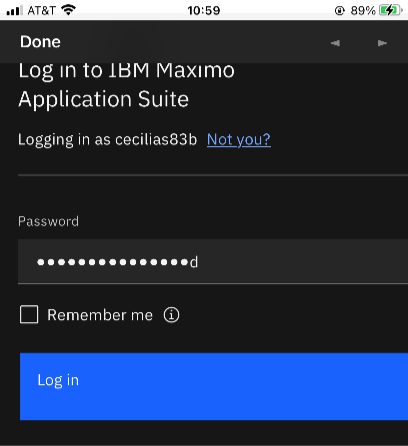 AT&T 10:59 89%
Done
Log in to IBM Maximo
Application Suite
Logging in as cecilias83b Not you?
Password
●●●●●●●●●●●●●●●d
Remember me
Log in